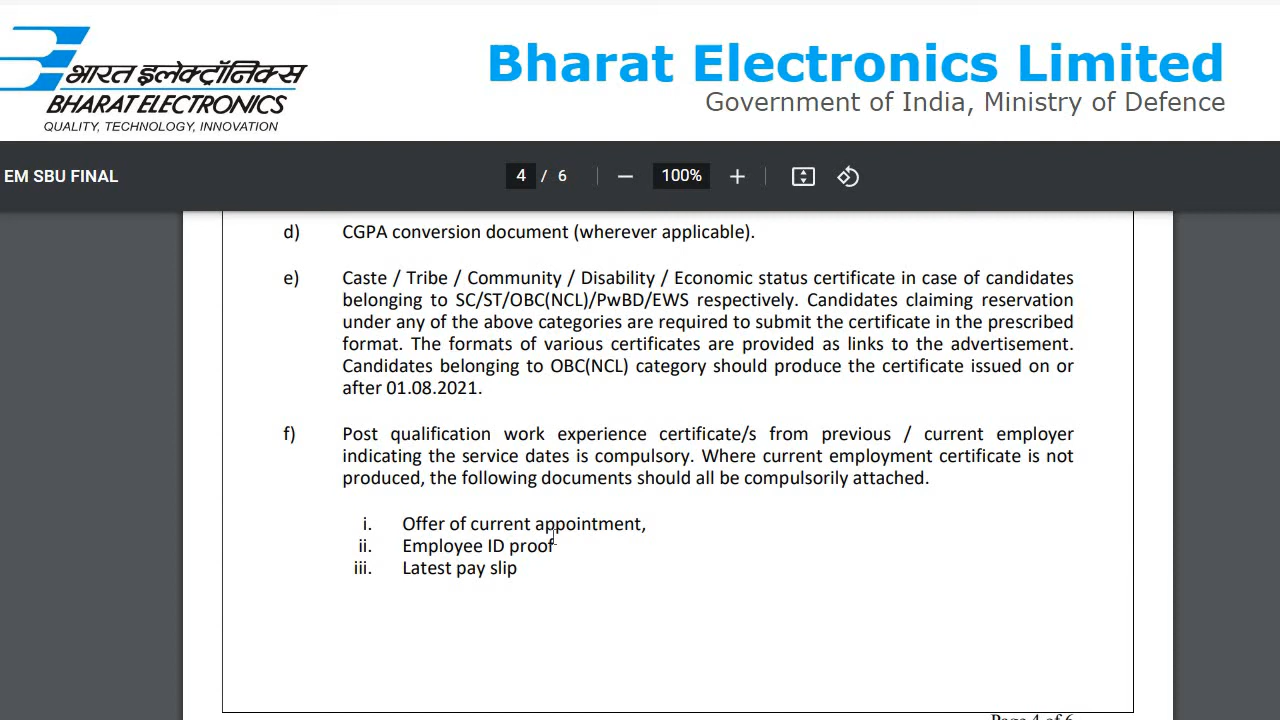 भारत इलेक्ट्रॉनिक्स
BHARAT ELECTRONICS
QUALITY, TECHNOLOGY, INNOVATION
Bharat Electronics Limited
Government of India, Ministry of Defence
EM SBU FINAL
4 / 6
100%
d) CGPA conversion document (wherever applicable).
e) Caste / Tribe / Community / Disability / Economic status certificate in case of candidates
belonging to SC/ST/OBC(NCL)/PwBD/EWS respectively. Candidates claiming reservation
under any of the above categories are required to submit the certificate in the prescribed
format. The formats of various certificates are provided as links to the advertisement.
Candidates belonging to OBC(NCL) category should produce the certificate issued on or
after 01.08.2021.
f) Post qualification work experience certificate/s from previous / current employer
indicating the service dates is compulsory. Where current employment certificate is not
produced, the following documents should all be compulsorily attached.
i. Offer of current appointment,
ii. Employee ID proof
iii. Latest pay slip
Page 4 of 6